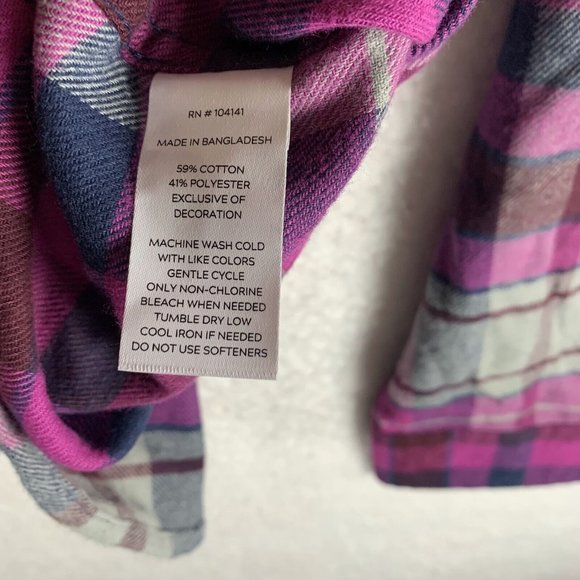 RN # 104141
MADE IN BANGLADESH
59% COTTON
41% POLYESTER
EXCLUSIVE OF
DECORATION
MACHINE WASH COLD
WITH LIKE COLORS
GENTLE CYCLE
ONLY NON-CHLORINE
BLEACH WHEN NEEDED
TUMBLE DRY LOW
COOL IRON IF NEEDED
DO NOT USE SOFTENERS